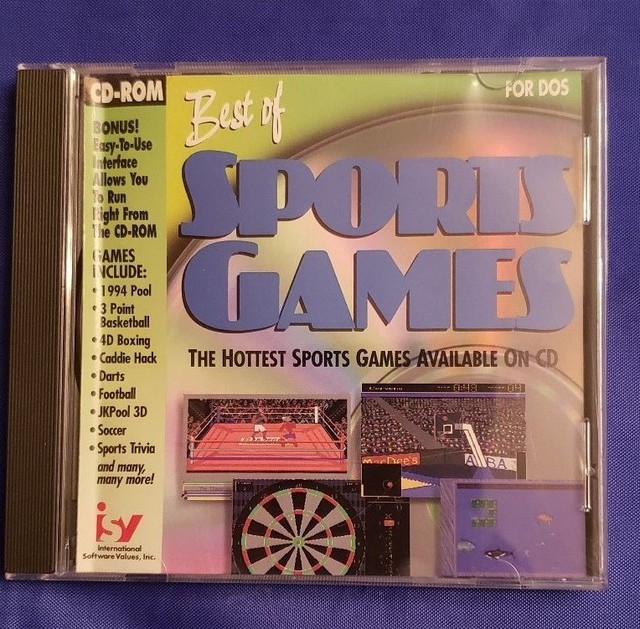 CD-ROM
BONUS!
Easy-To-Use
Interface
Allows You
To Run
Right From
The CD-ROM
GAMES
INCLUDE:
• 1994 Pool
• 3 Point
Basketball
• 4D Boxing
• Caddie Hack
• Darts
• Football
• JKPool 3D
• Soccer
• Sports Trivia
and many,
many more!
isv
International
Software Values, Inc.
FOR DOS
Best of
SPORTS
GAMES
THE HOTTEST SPORTS GAMES AVAILABLE ON CD
MacDee's